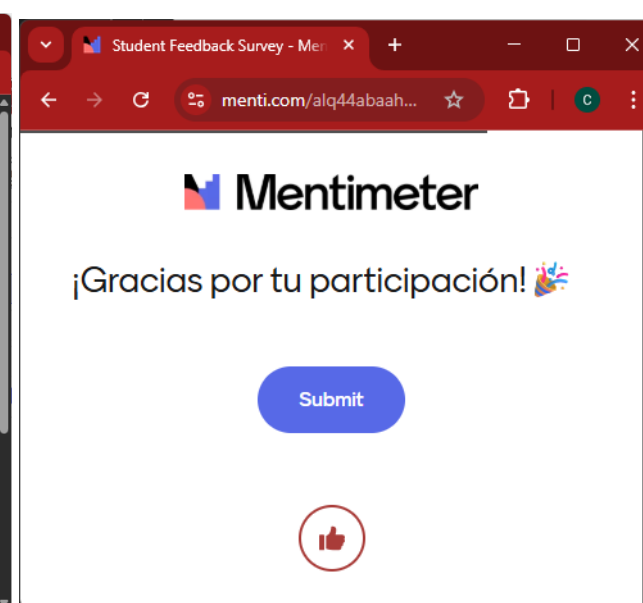 Student Feedback Survey - Men
menti.com/alq44abaah...
C
Mentimeter
¡Gracias por tu participación! 🎉
Submit